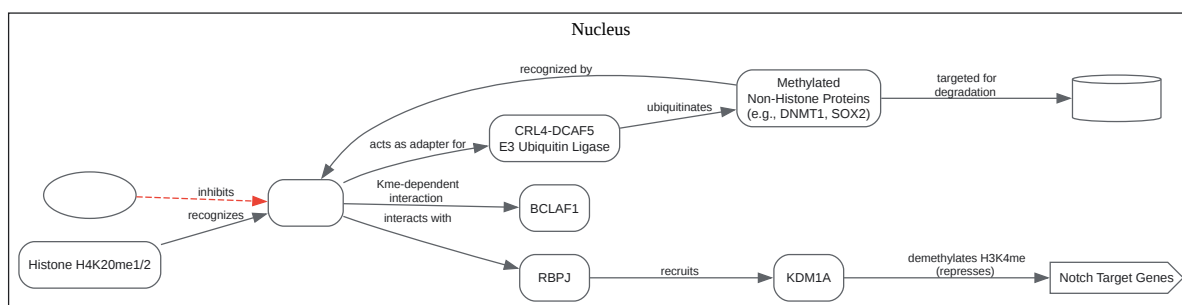 Nucleus
recognized by
Methylated
Non-Histone Proteins
(e.g., DNMT1, SOX2)
targeted for
degradation
ubiquitinates
CRL4-DCAF5
E3 Ubiquitin Ligase
acts as adapter for
inhibits
Kme-dependent
interaction
BCLAF1
recognizes
interacts with
Histone H4K20me1/2
RBPJ
recruits
KDM1A
demethylates H3K4me
(represses)
Notch Target Genes